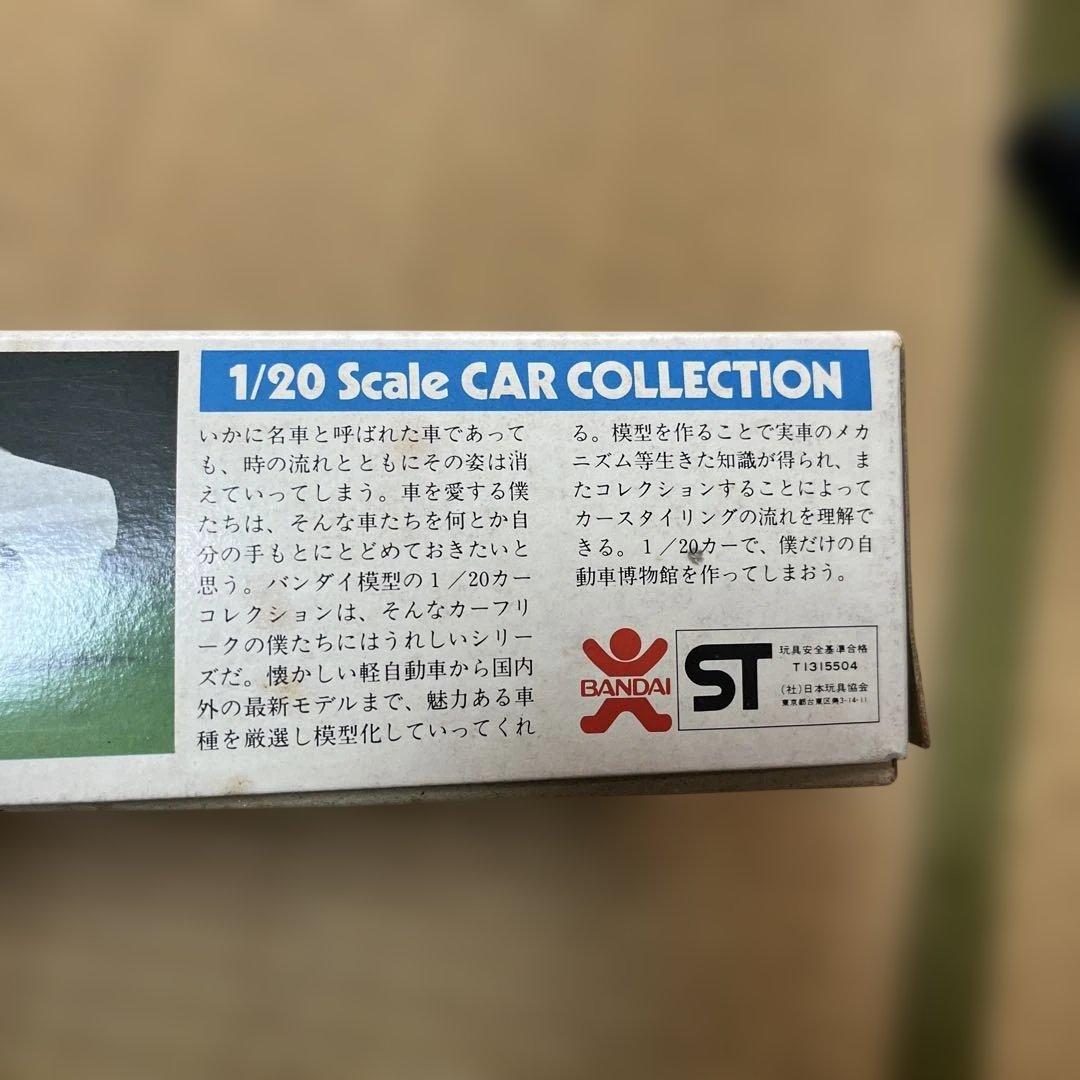 1/20 Scale CAR COLLECTION
いかに名車と呼ばれた車であって
も、時の流れとともにその姿は消
えていってしまう。車を愛する僕
たちは、そんな車たちを何とか自
分の手もとにとどめておきたいと
思う。バンダイ模型の1/20カー
コレクションは、そんなカーフリ
ークの僕たちにはうれしいシリー
ズだ。懐かしい軽自動車から国内
外の最新モデルまで、魅力ある車
種を厳選し模型化していってくれ
る。模型を作ることで実車のメカ
ニズム等生きた知識が得られ、ま
たコレクションすることによって
カースタイリングの流れを理解で
きる。1/20カーで、僕だけの自
動車博物館を作ってしまおう。
BANDAI
ST
玩具安全基準合格
T1315504
(社)日本玩具協会
東京都台東区寿3-14-11